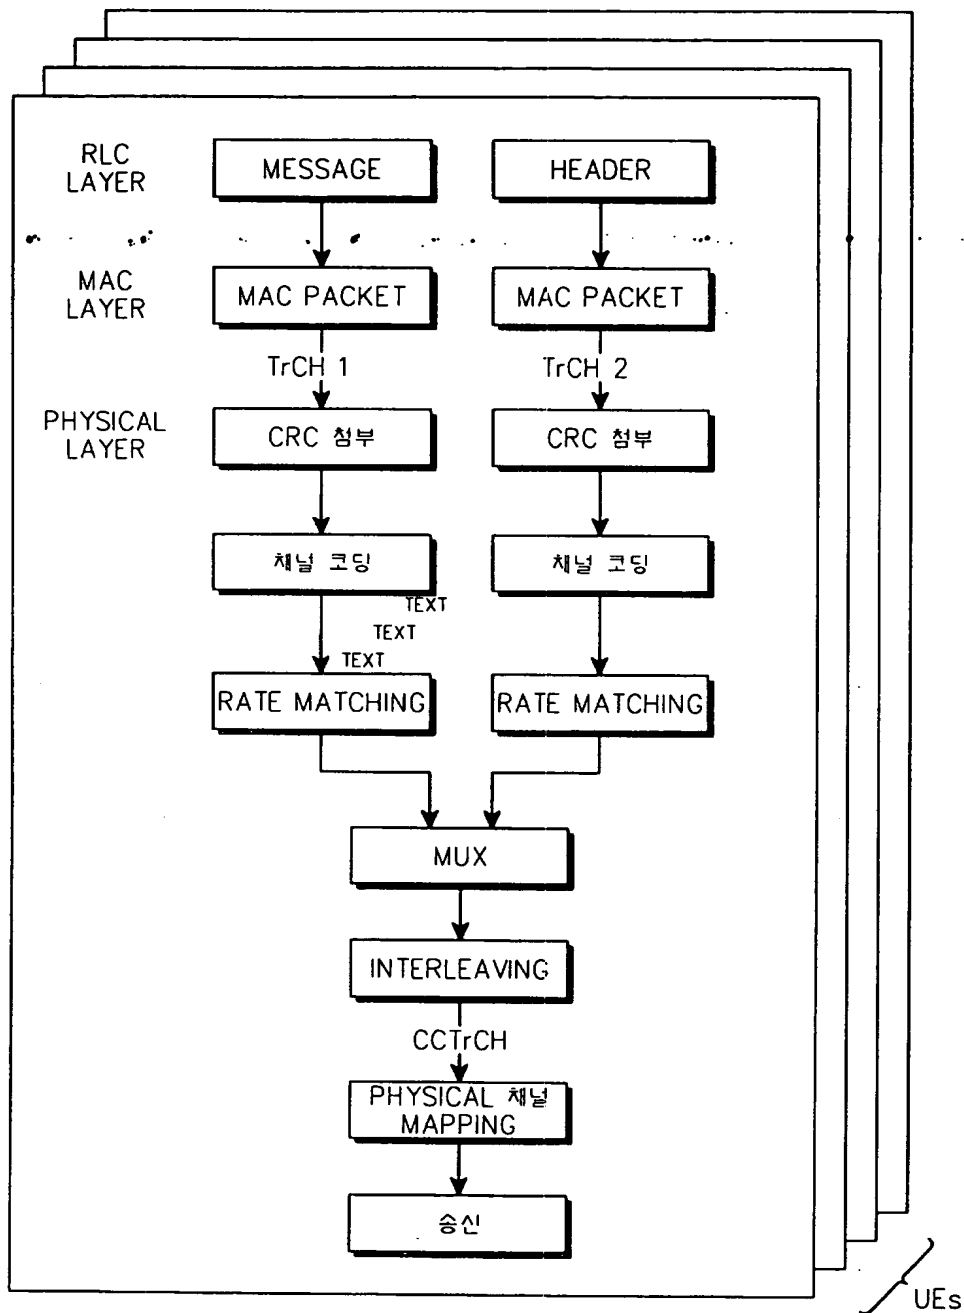 RLC
LAYER
MESSAGE
HEADER
MAC
LAYER
MAC PACKET
MAC PACKET
TrCH 1
TrCH 2
PHYSICAL
LAYER
CRC 첨부
CRC 첨부
채널 코딩
채널 코딩
TEXT
TEXT
TEXT
RATE MATCHING
RATE MATCHING
MUX
INTERLEAVING
CCTrCH
PHYSICAL 채널
MAPPING
송신
UEs